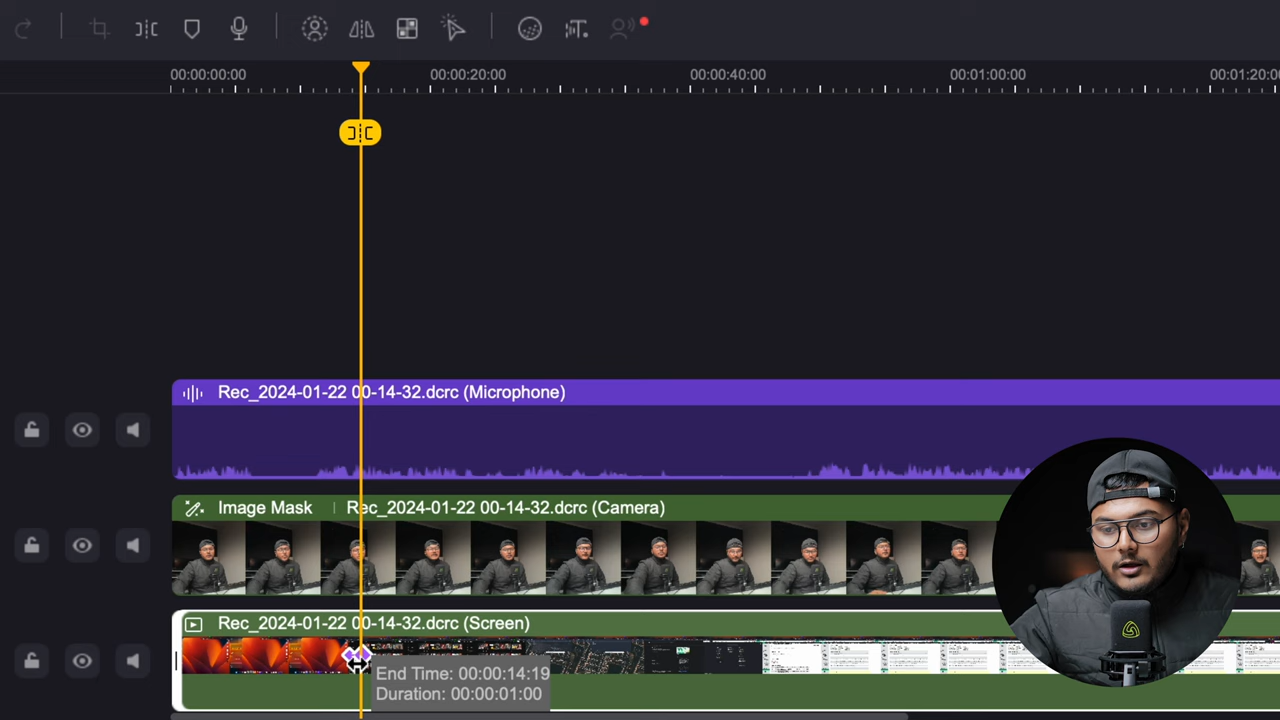 00:00:00:00
00:00:20:00
00:00:40:00
00:01:00:00
00:01:20:00
Rec_2024-01-22 00-14-32.dcrc (Microphone)
Image Mask
Rec_2024-01-22 00-14-32.dcrc (Camera)
Rec_2024-01-22 00-14-32.dcrc (Screen)
End Time: 00:00:14:19
Duration: 00:00:01:00